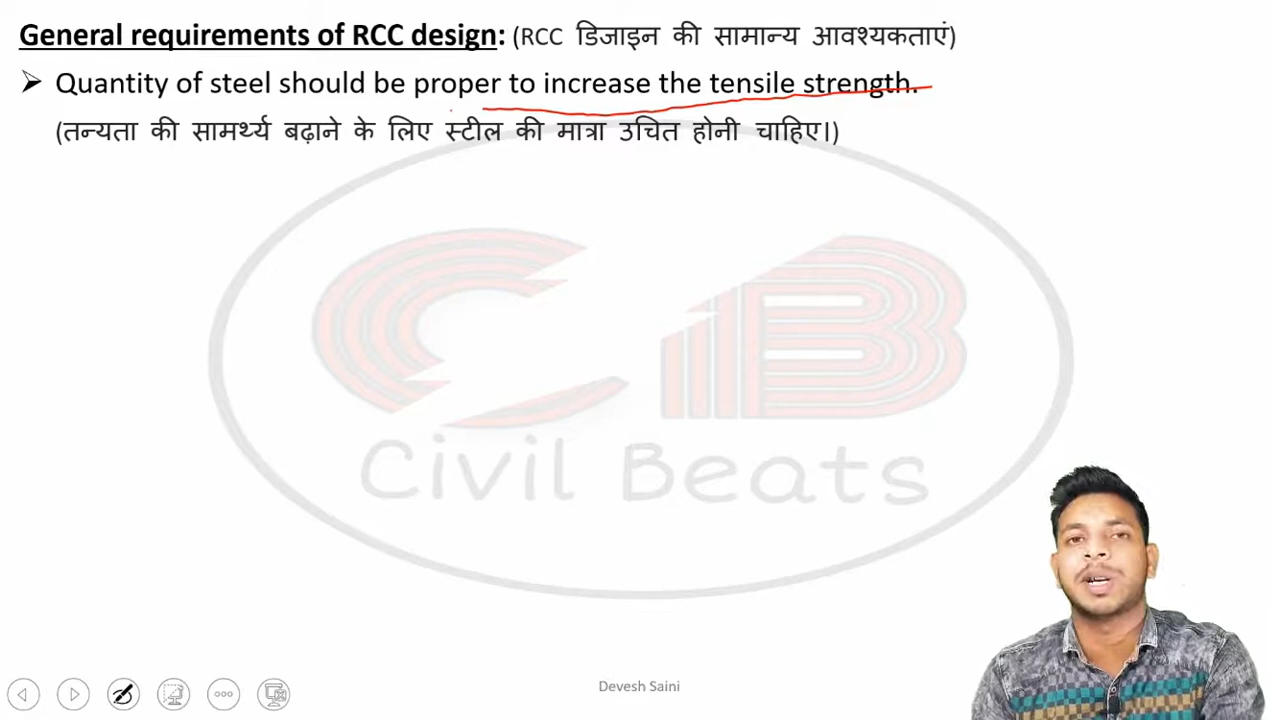 General requirements of RCC design: (RCC डिजाइन की सामान्य आवश्यकताएं)
➢ Quantity of steel should be proper to increase the tensile strength.
(तन्यता की सामर्थ्य बढ़ाने के लिए स्टील की मात्रा उचित होनी चाहिए।)
CB
Civil Beats
Devesh Saini